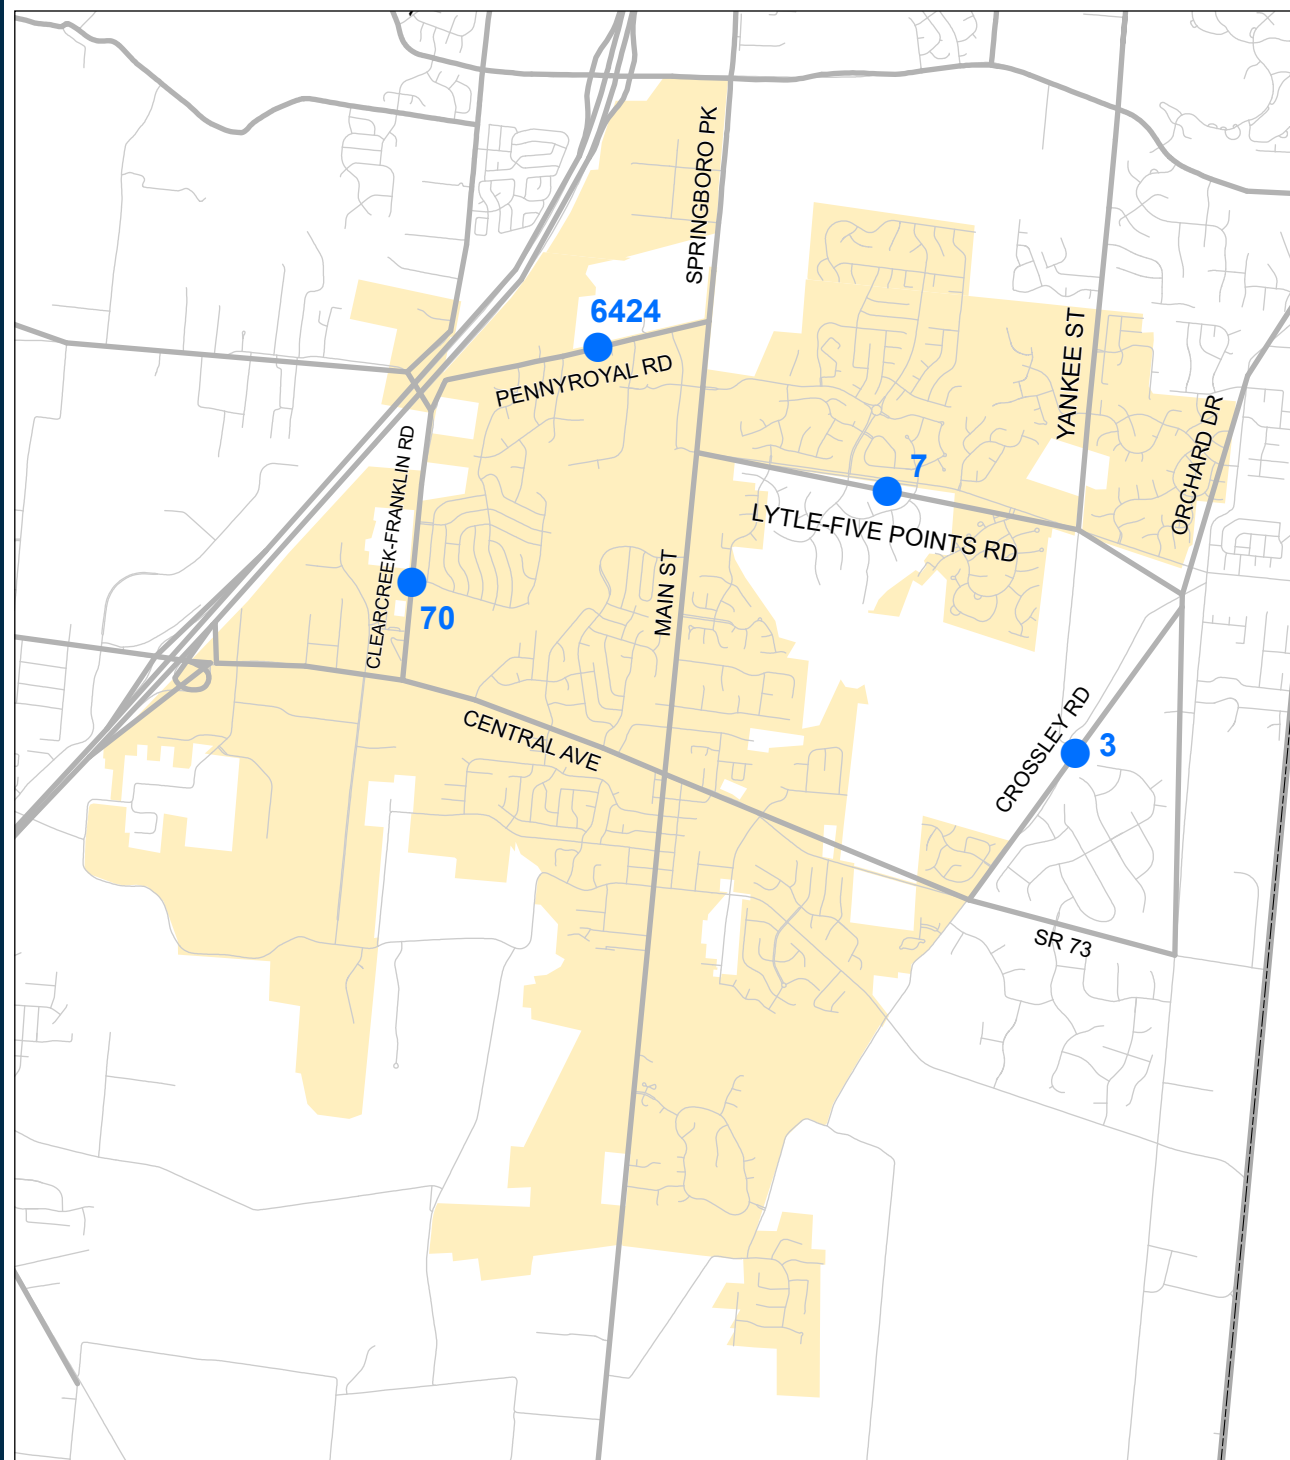 SPRINGBORO PK
6424
PENNYROYAL RD
YANKEE ST
ORCHARD DR
7
LYTLE-FIVE POINTS RD
CLEARCREEK-FRANKLIN RD
70
MAIN ST
CENTRAL AVE
CROSSLEY RD
3
SR 73